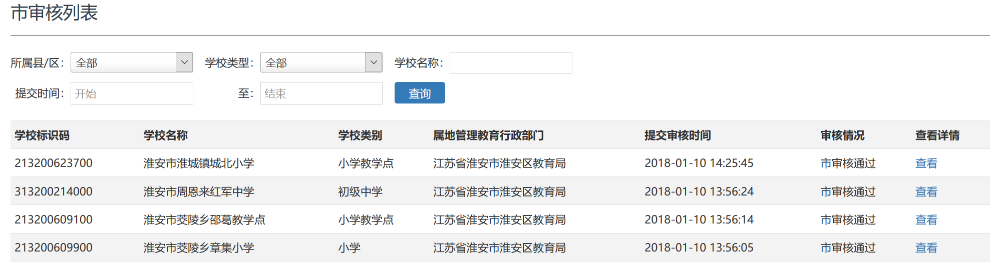 市审核列表
所属县/区： 全部 学校类型： 全部 学校名称：
提交时间： 开始 至： 结束 查询
学校标识码 学校名称 学校类别 属地管理教育行政部门 提交审核时间 审核情况 查看详情
213200623700 淮安市淮城镇城北小学 小学教学点 江苏省淮安市淮安区教育局 2018-01-10 14:25:45 市审核通过 查看
313200214000 淮安市周恩来红军中学 初级中学 江苏省淮安市淮安区教育局 2018-01-10 13:56:24 市审核通过 查看
213200609100 淮安市茭陵乡邵葛教学点 小学教学点 江苏省淮安市淮安区教育局 2018-01-10 13:56:14 市审核通过 查看
213200609900 淮安市茭陵乡章集小学 小学 江苏省淮安市淮安区教育局 2018-01-10 13:56:05 市审核通过 查看